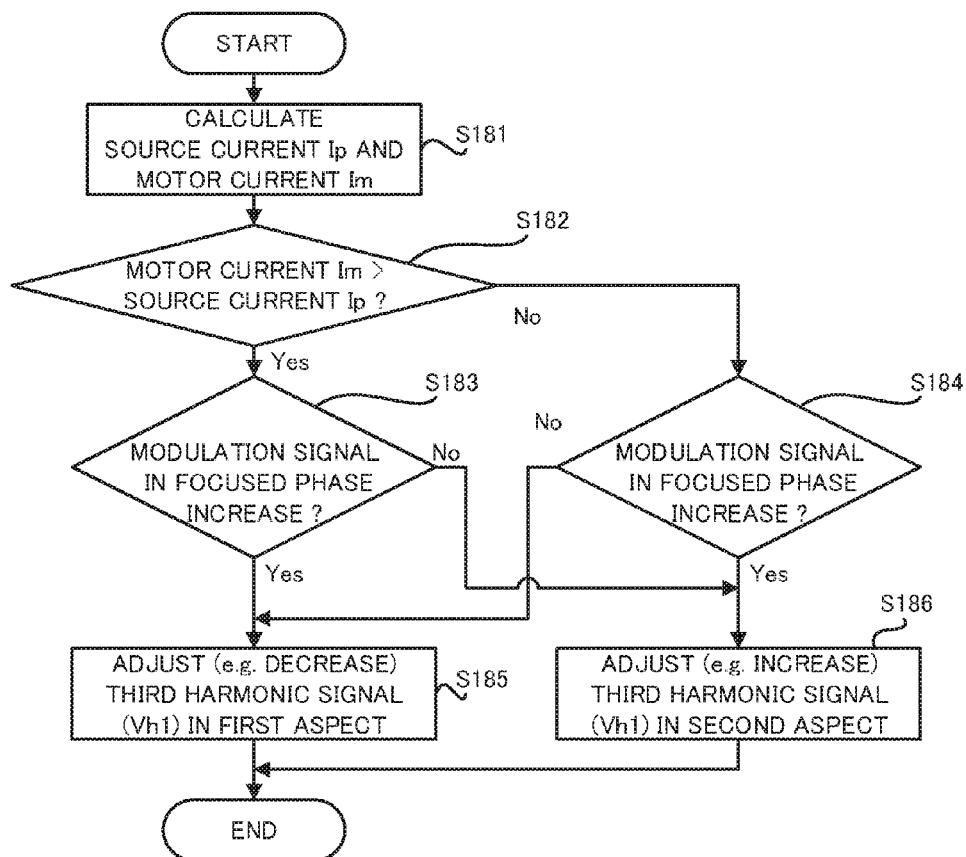 START
CALCULATE
SOURCE CURRENT Ip AND
MOTOR CURRENT Im
S181
S182
MOTOR CURRENT Im >
SOURCE CURRENT Ip ?
No
Yes
S183
S184
MODULATION SIGNAL
IN FOCUSED PHASE
INCREASE ?
No
No
MODULATION SIGNAL
IN FOCUSED PHASE
INCREASE ?
Yes
Yes
S186
ADJUST (e.g. DECREASE)
THIRD HARMONIC SIGNAL
(Vh1) IN FIRST ASPECT
S185
ADJUST (e.g. INCREASE)
THIRD HARMONIC SIGNAL
(Vh1) IN SECOND ASPECT
END